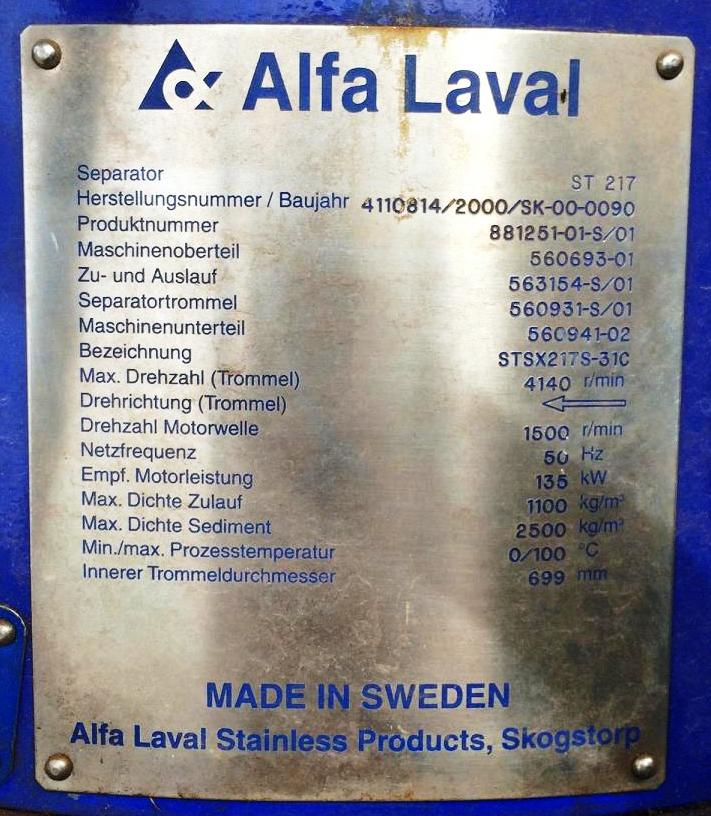 Alfa Laval
Separator ST 217
Herstellungsnummer / Baujahr 4110814/2000/SK-00-0090
Produktnummer 881251-01-S/01
Maschinenoberteil 560693-01
Zu- und Auslauf 563154-S/01
Separatortrommel 560931-S/01
Maschinenunterteil 560941-02
Bezeichnung STSX217S-31C
Max. Drehzahl (Trommel) 4140 r/min
Drehrichtung (Trommel)
Drehzahl Motorwelle 1500 r/min
Netzfrequenz 50 Hz
Empf. Motorleistung 135 kW
Max. Dichte Zulauf 1100 kg/m³
Max. Dichte Sediment 2500 kg/m³
Min./max. Prozesstemperatur 0/100 °C
Innerer Trommeldurchmesser 699 mm
MADE IN SWEDEN
Alfa Laval Stainless Products, Skogstorp